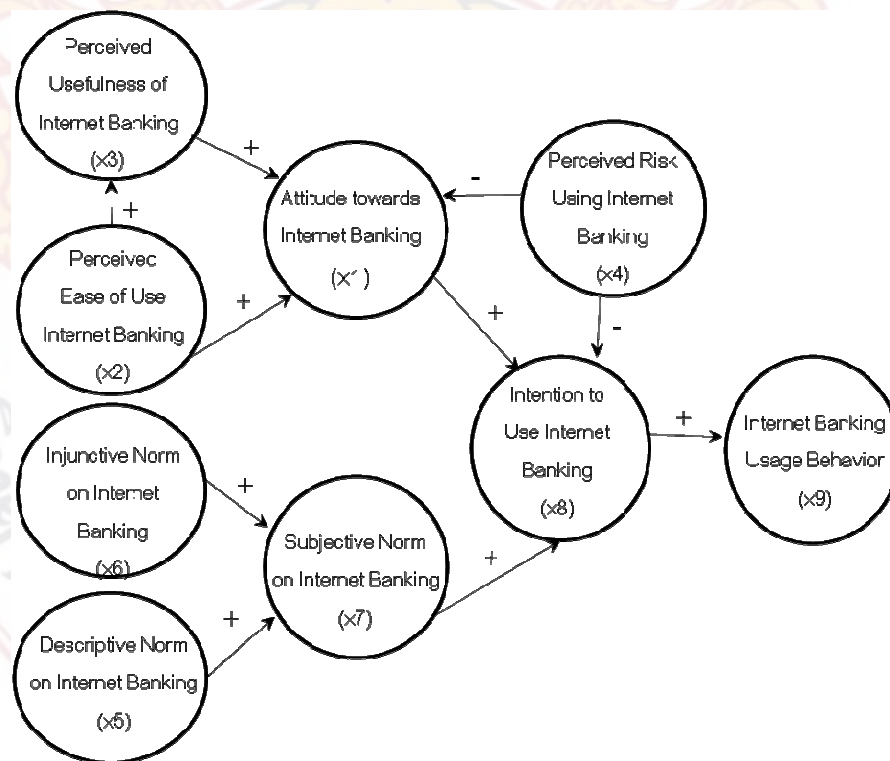 Perceived
Usefulness of
Internet Banking
(x3)
+
+
Perceived
Ease of Use
Internet Banking
(x2)
+
Attitude towards
Internet Banking
-
Perceived Risk
Using Internet
Banking
(x4)
+
-
Injunctive Norm
on Internet
Banking
(x6)
+
Descriptive Norm
on Internet Banking
(x5)
+
Subjective Norm
on Internet Banking
(x7)
+
Intention to
Use Internet
Banking
(x8)
+
Internet Banking
Usage Behavior
(x9)